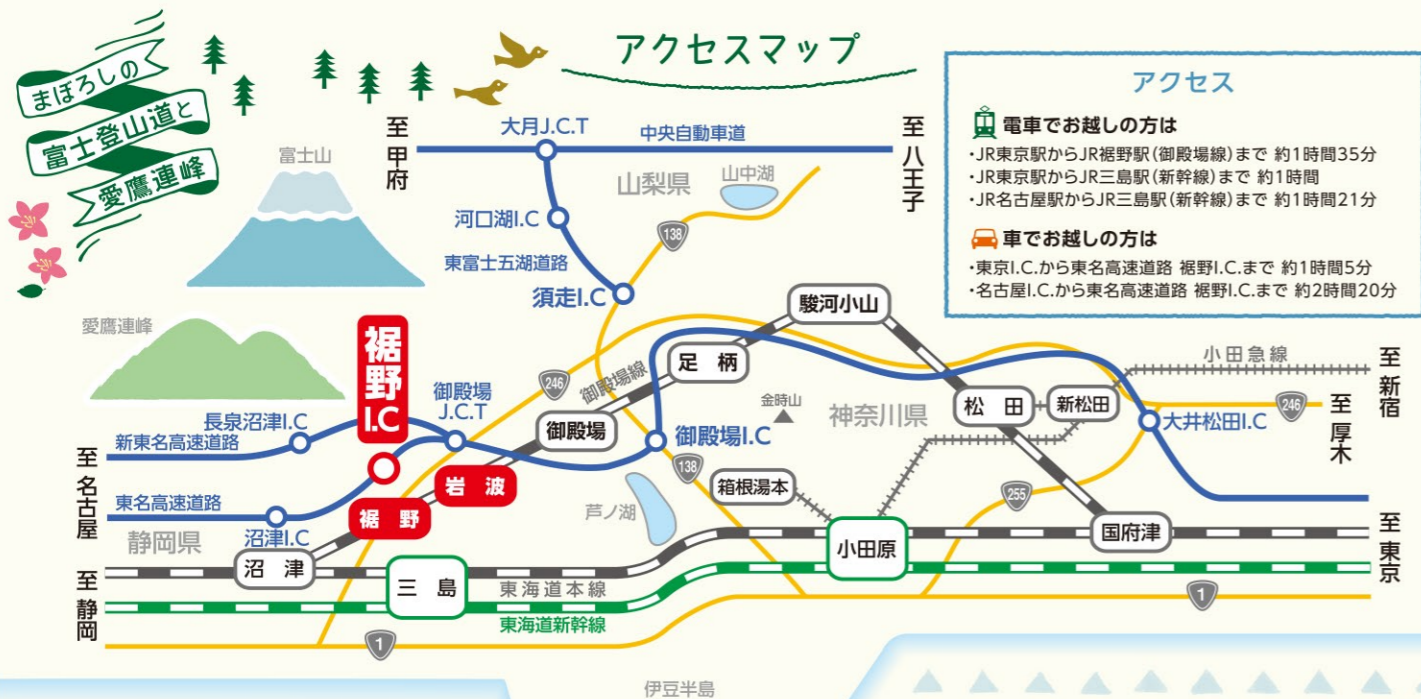 まぼろしの
富士登山道と
愛鷹連峰
アクセスマップ
アクセス
電車でお越しの方は
・JR東京駅からJR裾野駅(御殿場線)まで 約1時間35分
・JR東京駅からJR三島駅(新幹線)まで 約1時間
・JR名古屋駅からJR三島駅(新幹線)まで 約1時間21分
車でお越しの方は
・東京I.C.から東名高速道路 裾野I.C.まで 約1時間5分
・名古屋I.C.から東名高速道路 裾野I.C.まで 約2時間20分
至甲府
大月J.C.T
中央自動車道
至八王子
富士山
山梨県
山中湖
河口湖I.C
138
東富士五湖道路
須走I.C
駿河小山
愛鷹連峰
裾野I.C
御殿場J.C.T
246
御殿場線
足柄
金時山
神奈川県
松田
新松田
小田急線
至新宿
246
至厚木
大井松田I.C
長泉沼津I.C
新東名高速道路
御殿場
御殿場I.C
138
至名古屋
東名高速道路
岩波
裾野
箱根湯本
255
芦ノ湖
静岡県
沼津I.C
沼津
三島
東海道本線
小田原
国府津
至東京
至静岡
東海道新幹線
1
1
伊豆半島